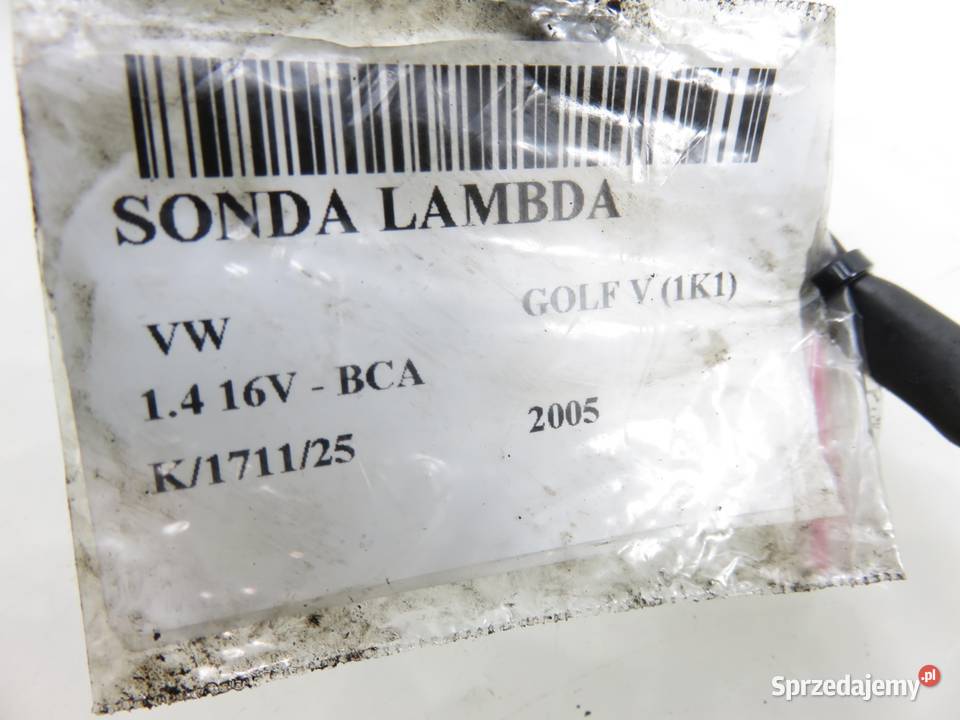 SONDA LAMBDA
VW GOLF V (1K1)
1.4 16V - BCA
K/1711/25 2005
Sprzedajemy.pl